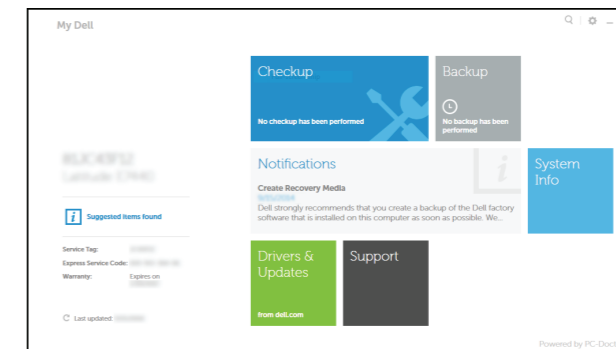 My Dell
Checkup
No checkup has been performed
Backup
No backup has been
performed
Notifications
Create Recovery Media
Dell strongly recommends that you create a backup of the Dell factory
software that is installed on this computer as soon as possible. We...
System
Info
i Suggested items found
Service Tag:
Express Service Code:
Warranty: Expires on
Last updated:
Drivers &
Updates
from dell.com
Support
Powered by PC-Doct